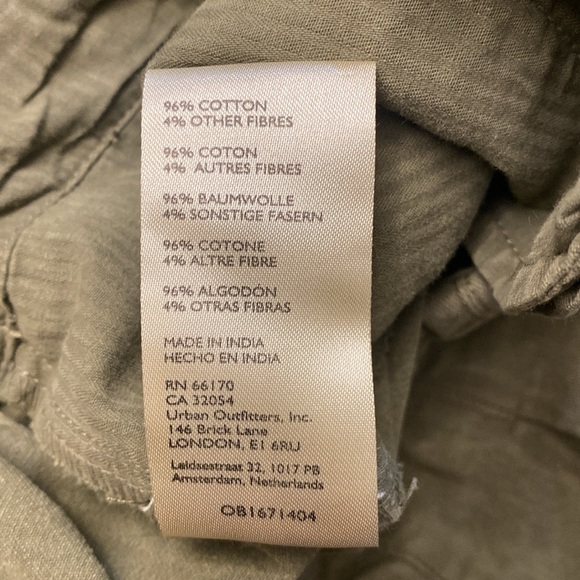 96% COTTON
4% OTHER FIBRES
96% COTON
4% AUTRES FIBRES
96% BAUMWOLLE
4% SONSTIGE FASERN
96% COTONE
4% ALTRE FIBRE
96% ALGODÓN
4% OTRAS FIBRAS
MADE IN INDIA
HECHO EN INDIA
RN 66170
CA 32054
Urban Outfitters, Inc.
146 Brick Lane
LONDON, E1 6RU
Leidsestraat 32, 1017 PB
Amsterdam, Netherlands
OB1671404